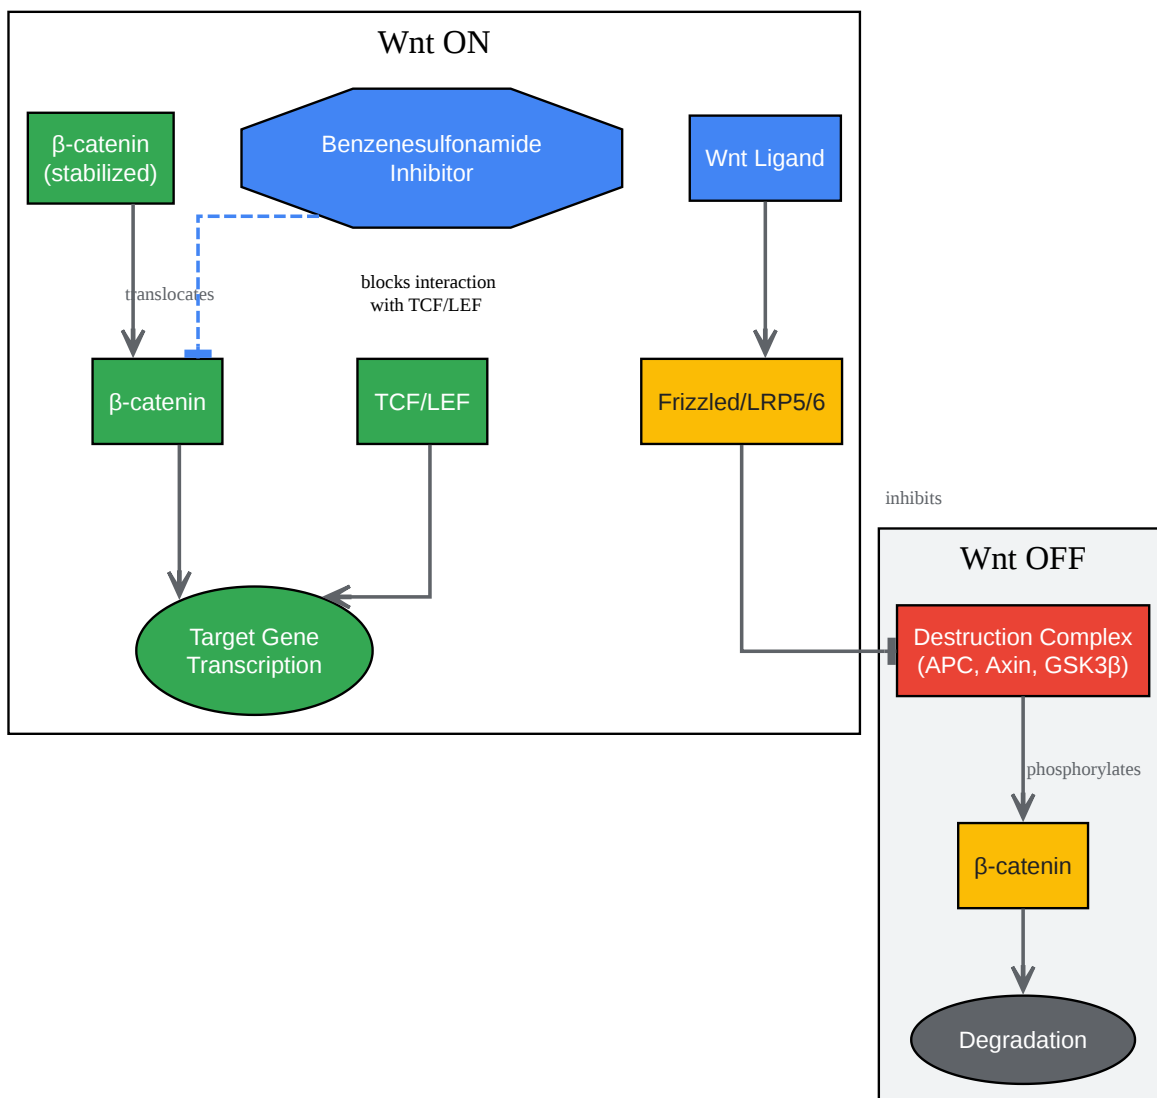 Wnt ON
β-catenin
(stabilized)
Benzenesulfonamide
Inhibitor
Wnt Ligand
translocates
blocks interaction
with TCF/LEF
β-catenin
TCF/LEF
Frizzled/LRP5/6
inhibits
Target Gene
Transcription
Wnt OFF
Destruction Complex
(APC, Axin, GSK3β)
phosphorylates
β-catenin
Degradation